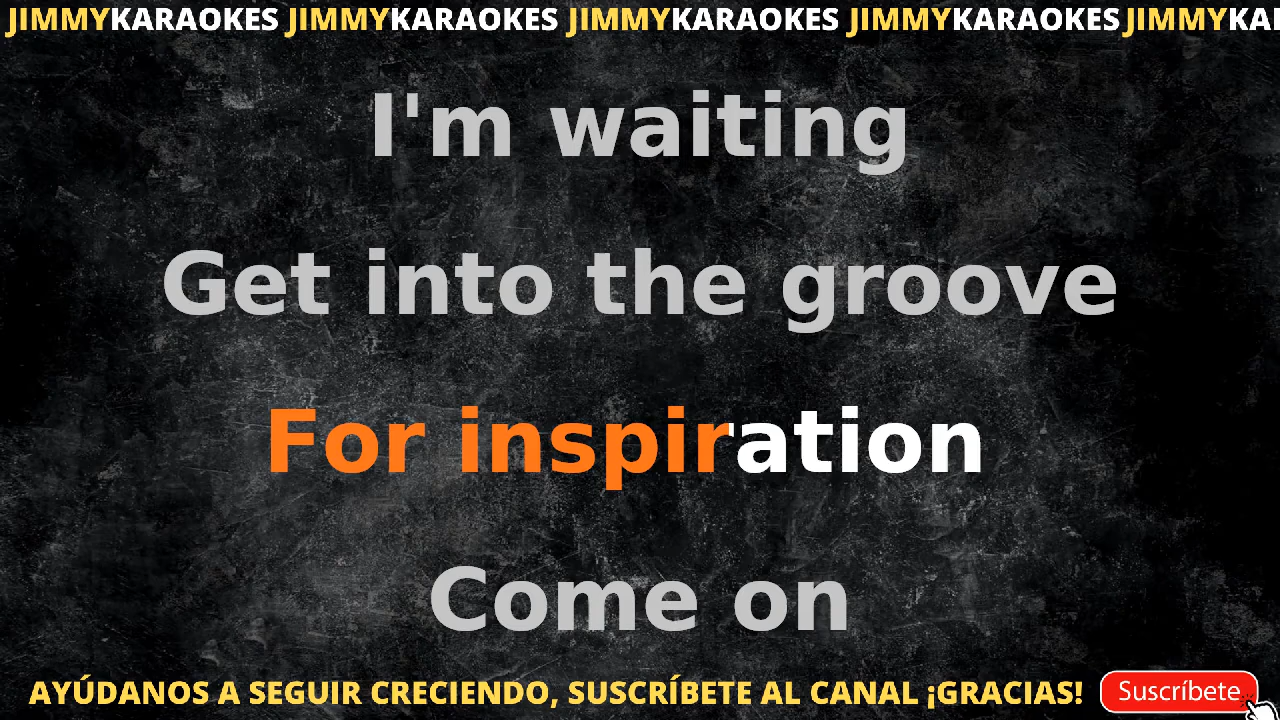 JIMMYKARAOKES JIMMYKARAOKES JIMMYKARAOKES JIMMYKARAOKES JIMMYKA
I'm waiting
Get into the groove
For inspiration
Come on
AYÚDANOS A SEGUIR CRECIENDO, SUSCRÍBETE AL CANAL ¡GRACIAS! Suscríbete